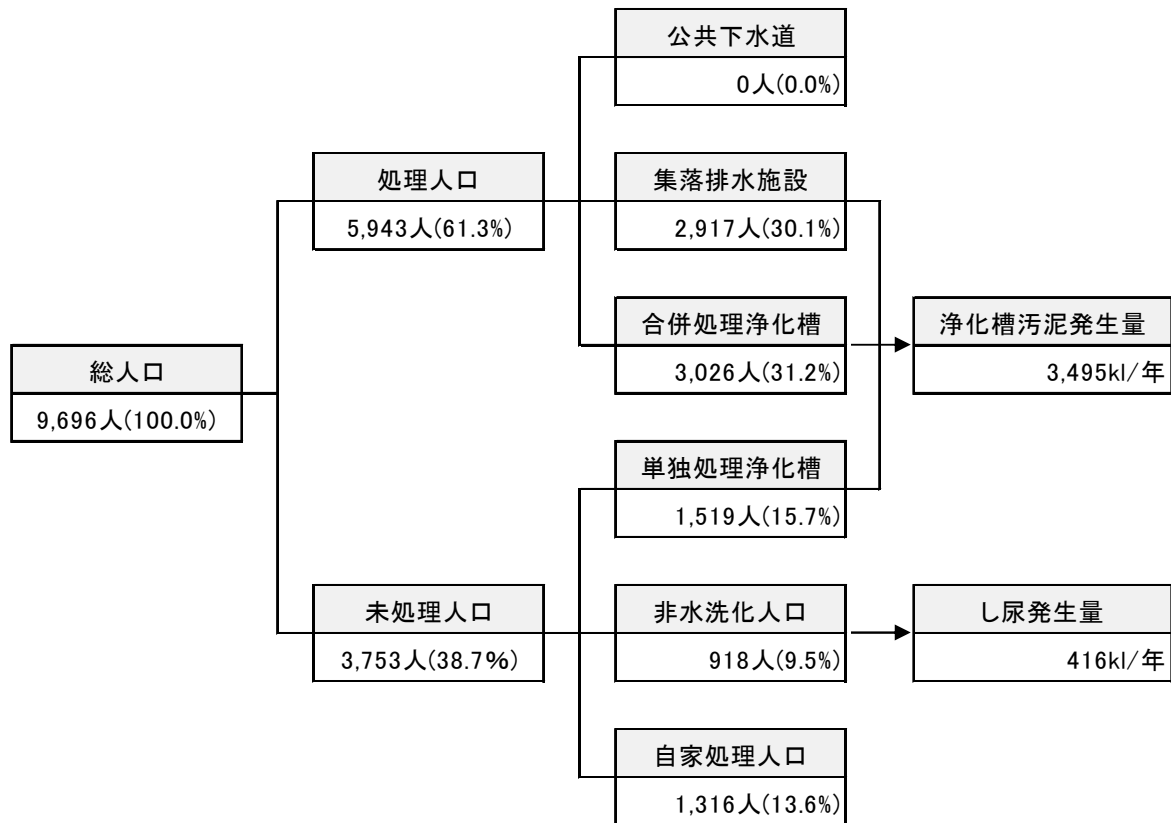 公共下水道
0人(0.0%)
処理人口
5,943人(61.3%)
集落排水施設
2,917人(30.1%)
合併処理浄化槽
3,026人(31.2%)
浄化槽汚泥発生量
3,495kl/年
総人口
9,696人(100.0%)
単独処理浄化槽
1,519人(15.7%)
未処理人口
3,753人(38.7%)
非水洗化人口
918人(9.5%)
し尿発生量
416kl/年
自家処理人口
1,316人(13.6%)